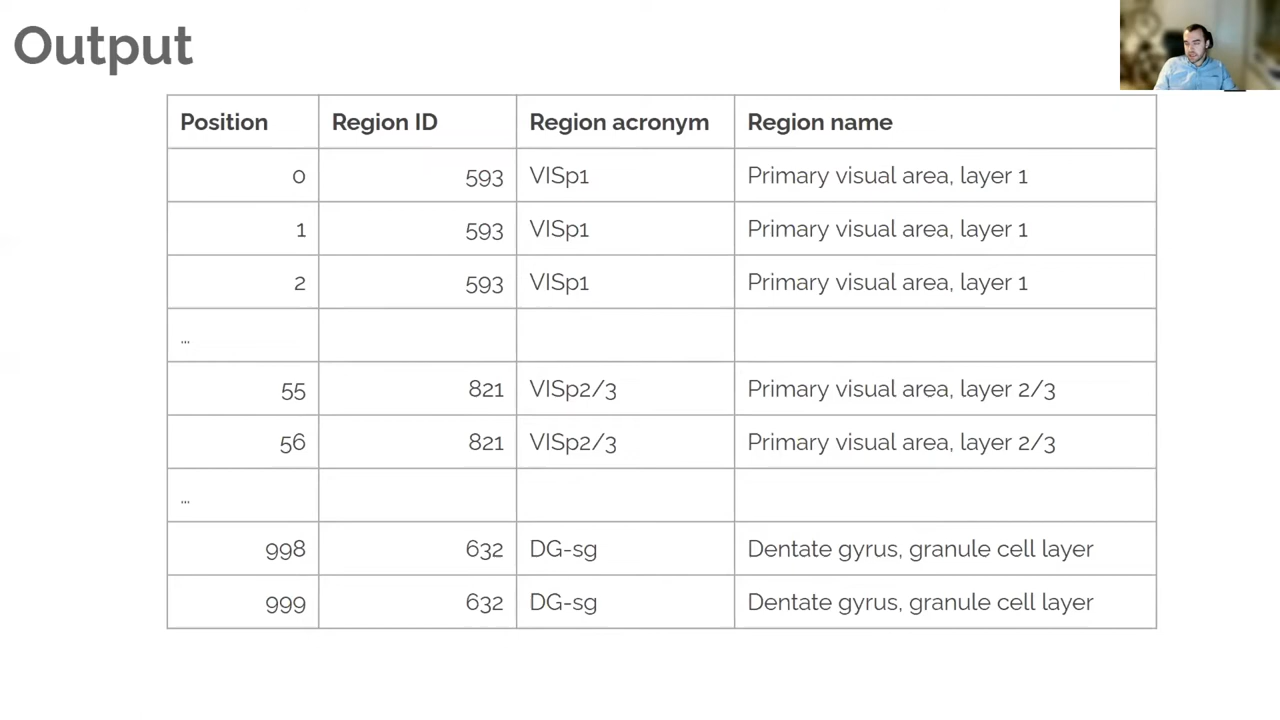 Output
Position Region ID Region acronym Region name
0 593 VISp1 Primary visual area, layer 1
1 593 VISp1 Primary visual area, layer 1
2 593 VISp1 Primary visual area, layer 1
...
55 821 VISp2/3 Primary visual area, layer 2/3
56 821 VISp2/3 Primary visual area, layer 2/3
...
998 632 DG-sg Dentate gyrus, granule cell layer
999 632 DG-sg Dentate gyrus, granule cell layer